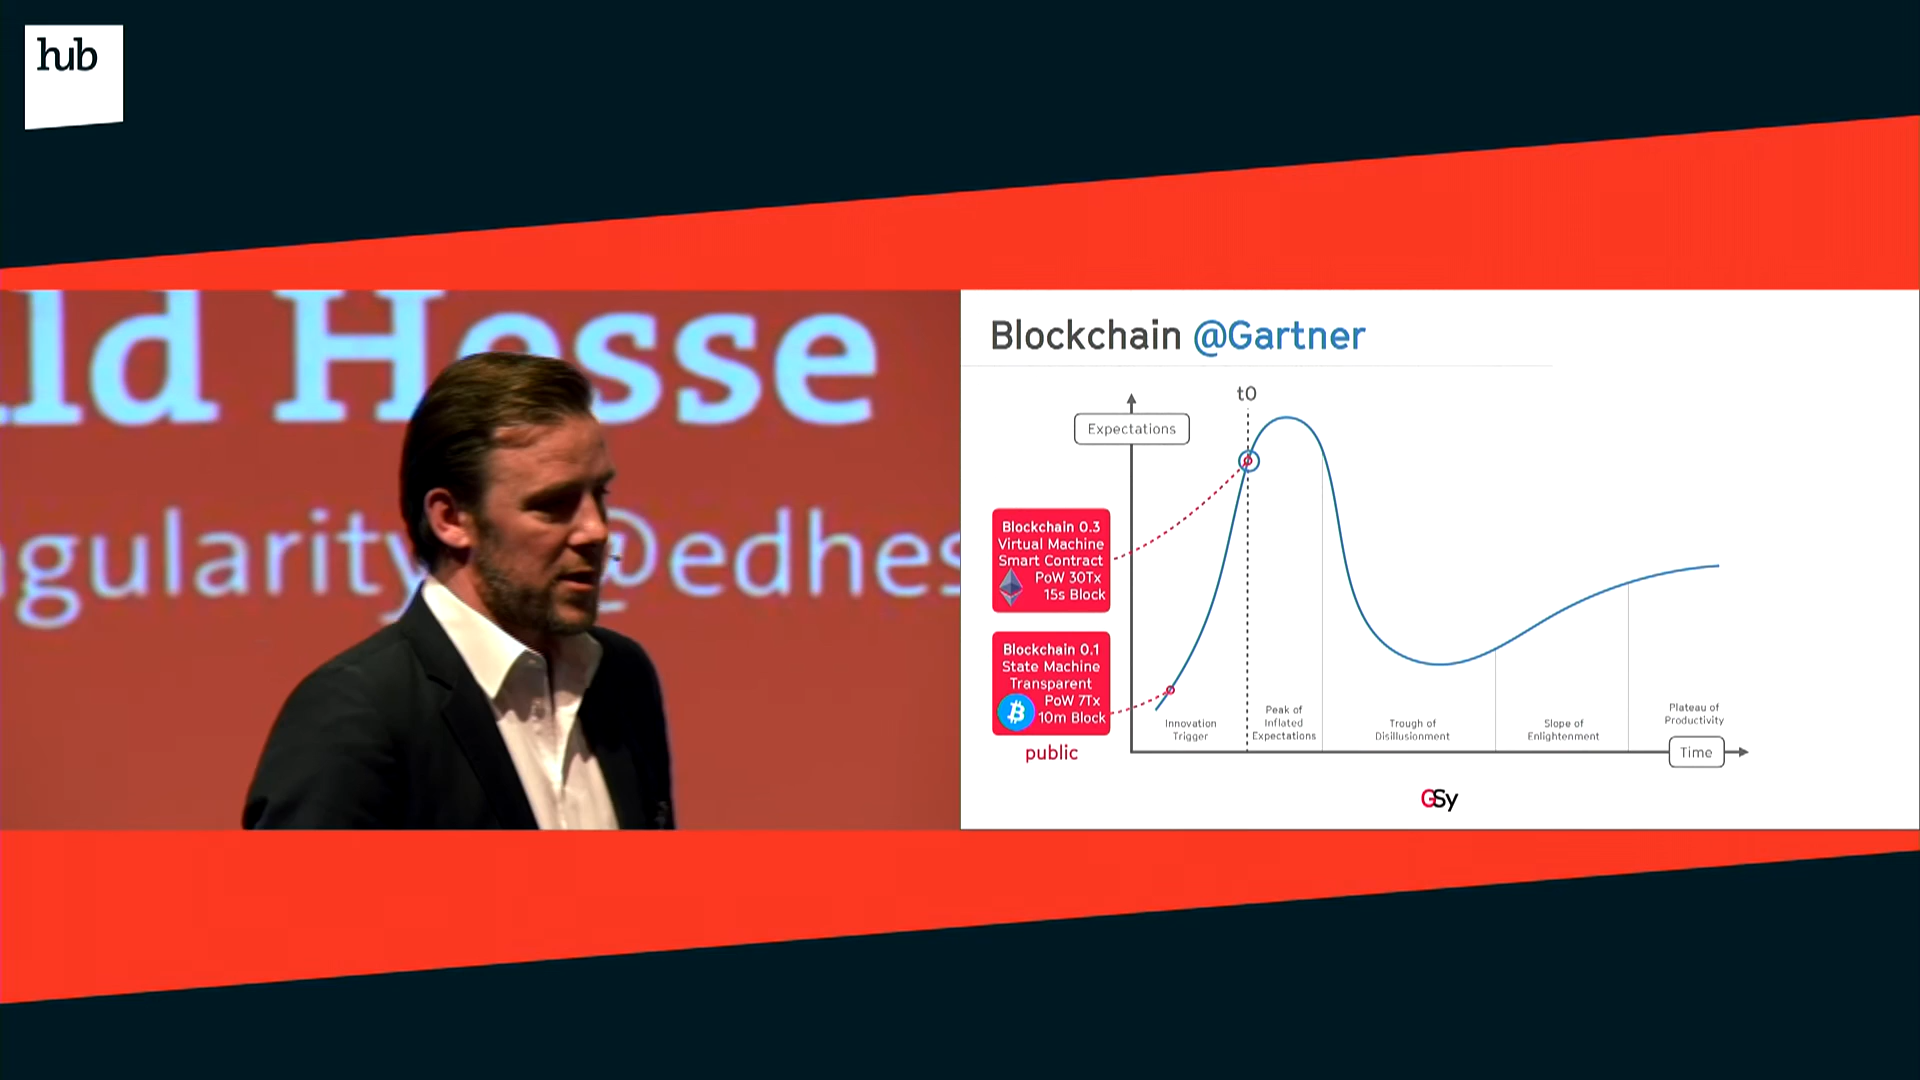 hub
ld Hesse
gularity
@edhes
Blockchain @Gartner
t0
Expectations
Blockchain 0.3
Virtual Machine
Smart Contract
PoW 30Tx
15s Block
Blockchain 0.1
State Machine
Transparent
PoW 7Tx
10m Block
public
Innovation
Trigger
Peak of
Inflated
Expectations
Trough of
Disillusionment
Slope of
Enlightenment
Plateau of
Productivity
Time
GSy